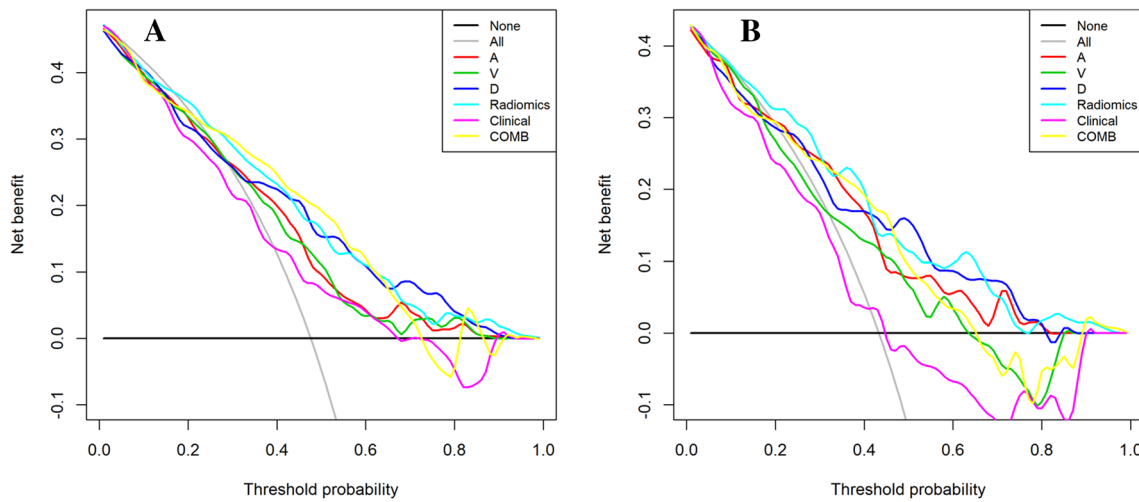 A
None
All
A
V
D
Radiomics
Clinical
COMB
Net benefit
0.4
0.3
0.2
0.1
0.0
-0.1
0.0 0.2 0.4 0.6 0.8 1.0
Threshold probability
B
None
All
A
V
D
Radiomics
Clinical
COMB
Net benefit
0.4
0.3
0.2
0.1
0.0
-0.1
0.0 0.2 0.4 0.6 0.8 1.0
Threshold probability